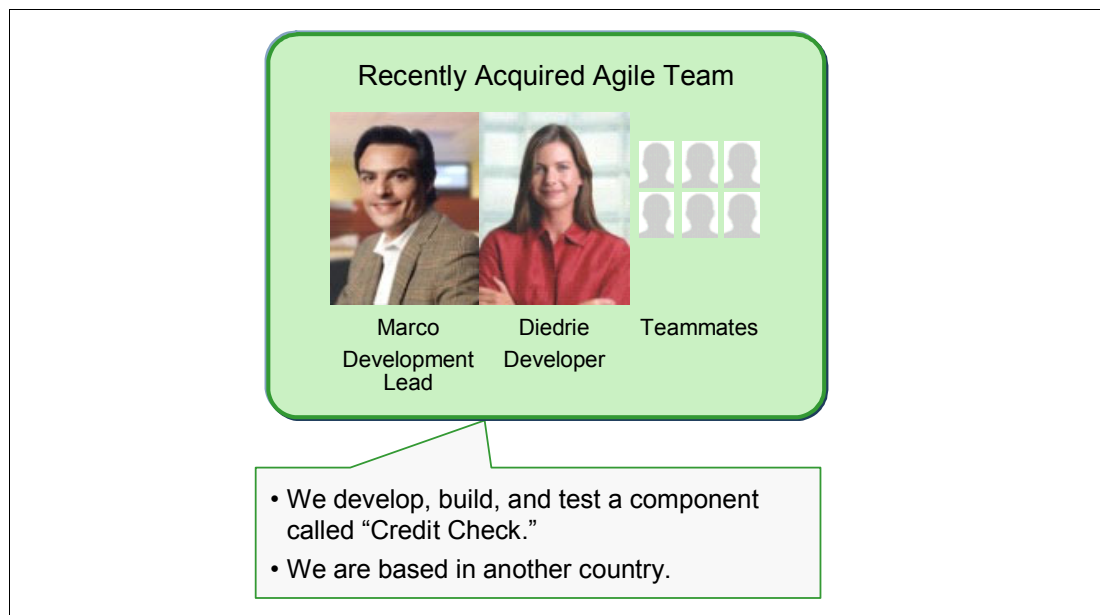 Recently Acquired Agile Team
Marco
Development
Lead
Diedrie
Developer
Teammates
• We develop, build, and test a component
called “Credit Check.”
• We are based in another country.